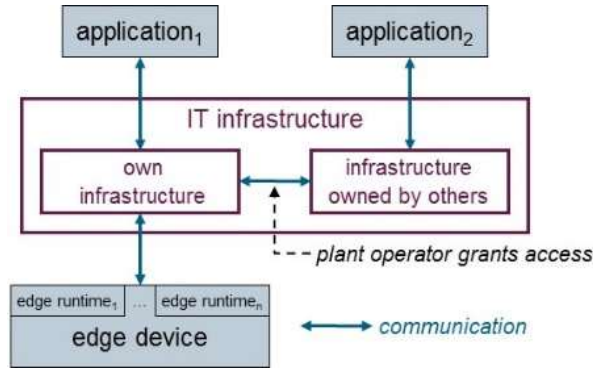 application₁
application₂
IT infrastructure
own
infrastructure
infrastructure
owned by others
plant operator grants access
edge runtime₁ ... edge runtimeₙ
edge device
communication